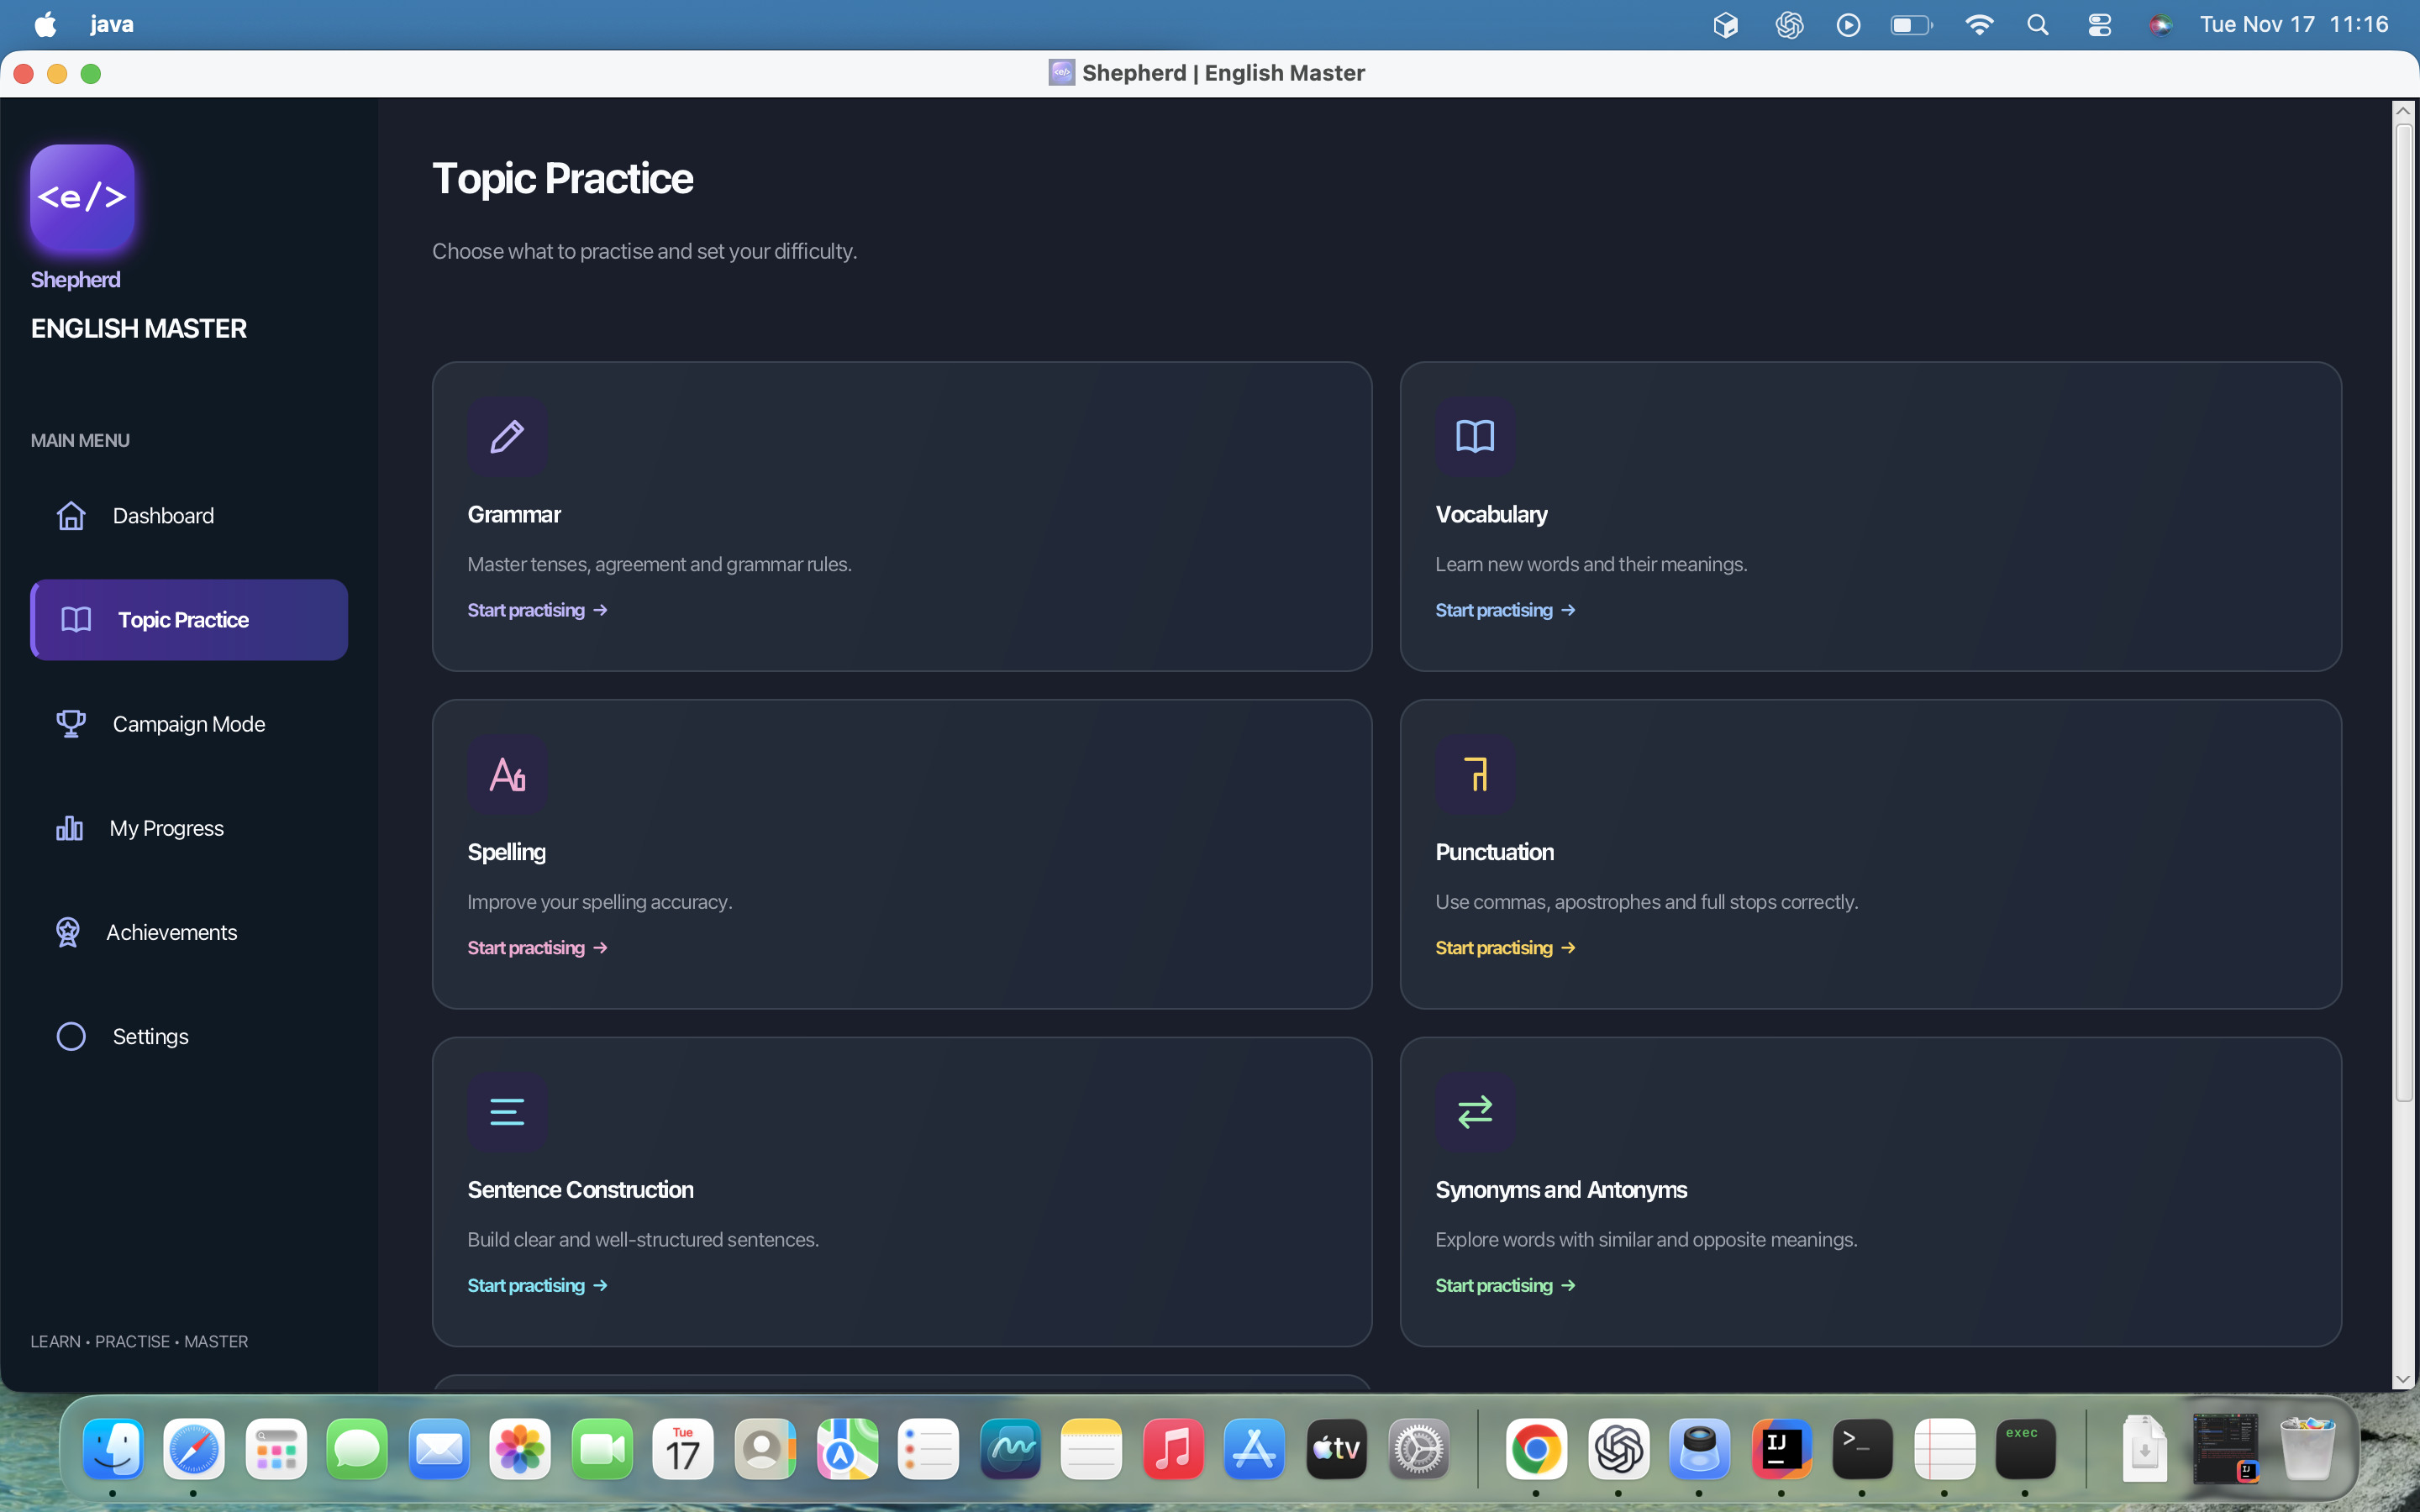 java
Tue Nov 17 11:16
Shepherd | English Master
<e/>
Shepherd
ENGLISH MASTER
MAIN MENU
Dashboard
Topic Practice
Campaign Mode
My Progress
Achievements
Settings
LEARN • PRACTISE • MASTER
Topic Practice
Choose what to practise and set your difficulty.
Grammar
Master tenses, agreement and grammar rules.
Start practising →
Vocabulary
Learn new words and their meanings.
Start practising →
Spelling
Improve your spelling accuracy.
Start practising →
Punctuation
Use commas, apostrophes and full stops correctly.
Start practising →
Sentence Construction
Build clear and well-structured sentences.
Start practising →
Synonyms and Antonyms
Explore words with similar and opposite meanings.
Start practising →
Tue
17
tv
IJ
>_
exec